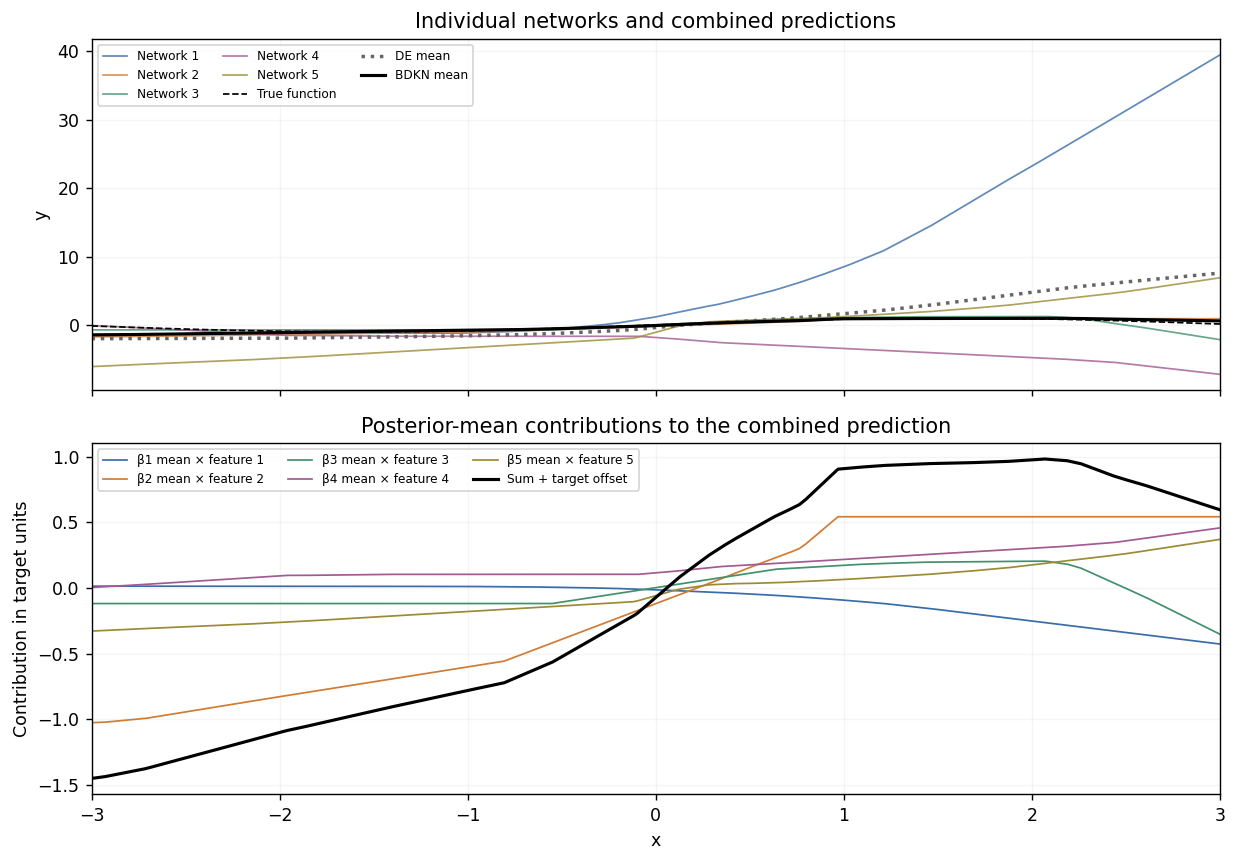 Individual networks and combined predictions
Network 1 Network 4 DE mean
Network 2 Network 5 BDKN mean
Network 3 True function
40
30
20
10
0
y
Posterior-mean contributions to the combined prediction
β1 mean × feature 1 β3 mean × feature 3 β5 mean × feature 5
β2 mean × feature 2 β4 mean × feature 4 Sum + target offset
1.0
0.5
0.0
−0.5
−1.0
−1.5
Contribution in target units
−3 −2 −1 0 1 2 3
x